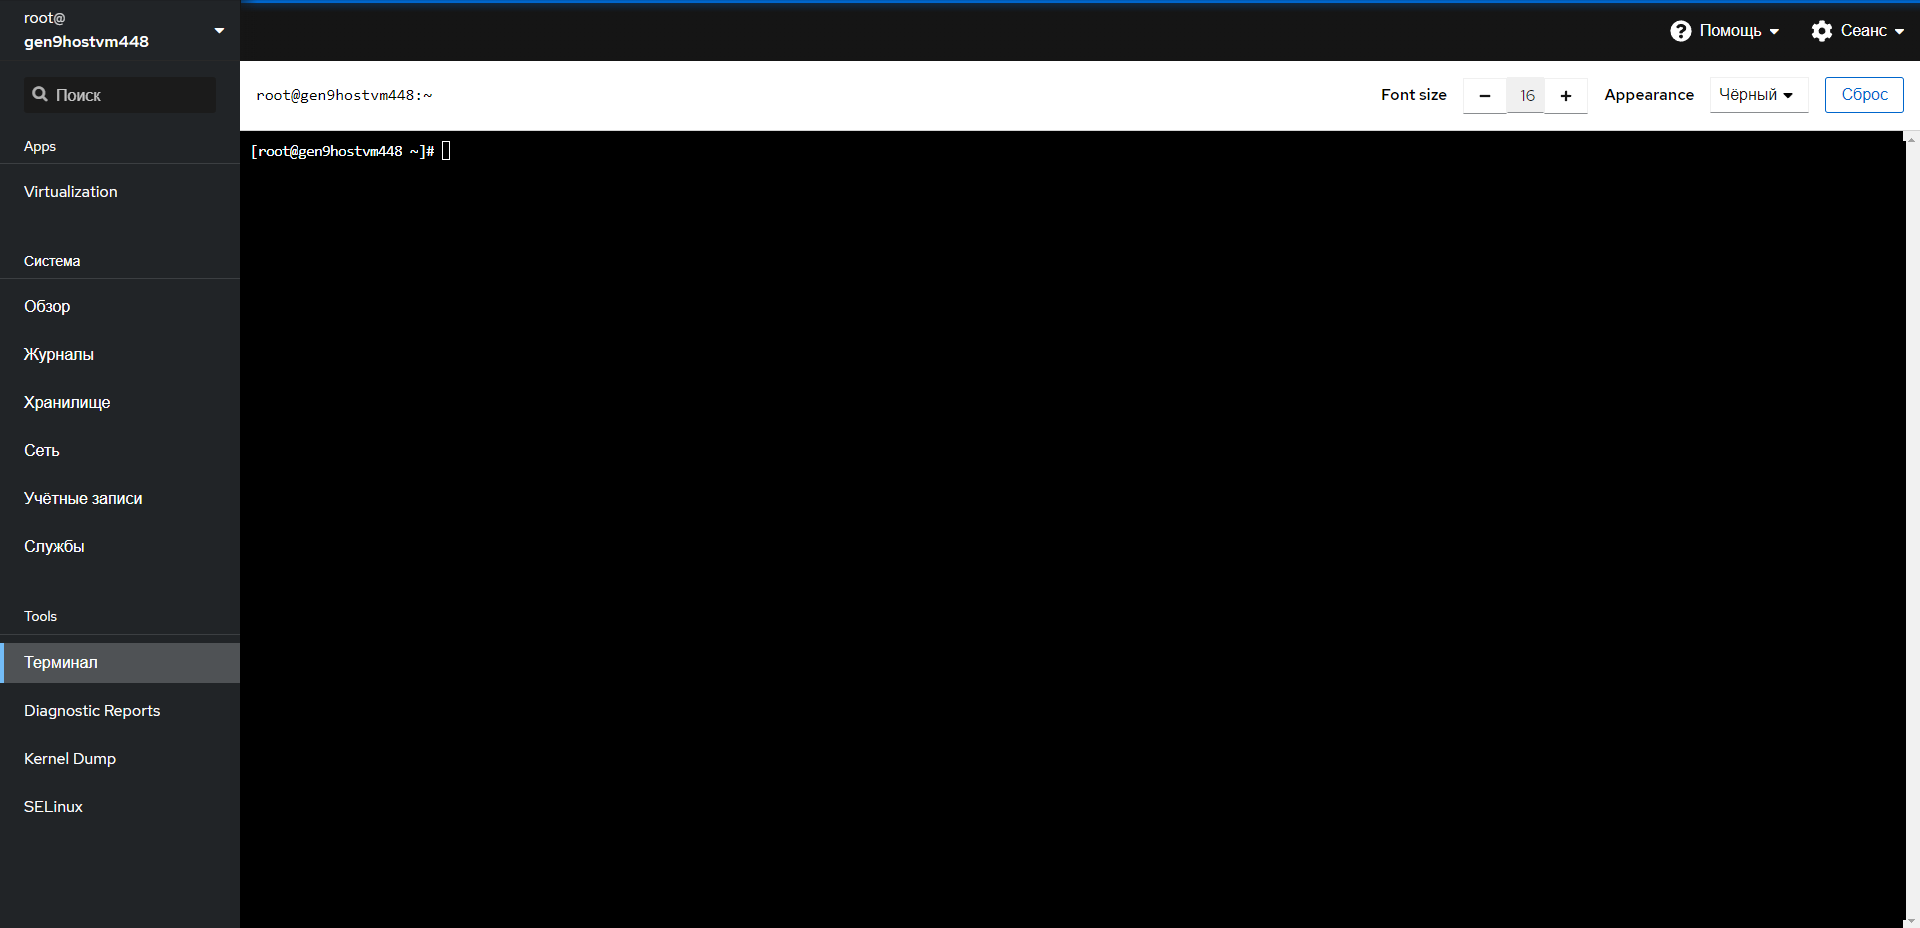 root@
gen9hostvm448
Помощь
Сеанс
Поиск
root@gen9hostvm448:~
Font size
16
Appearance
Чёрный
Сброс
[root@gen9hostvm448 ~]#
Apps
Virtualization
Система
Обзор
Журналы
Хранилище
Сеть
Учётные записи
Службы
Tools
Терминал
Diagnostic Reports
Kernel Dump
SELinux